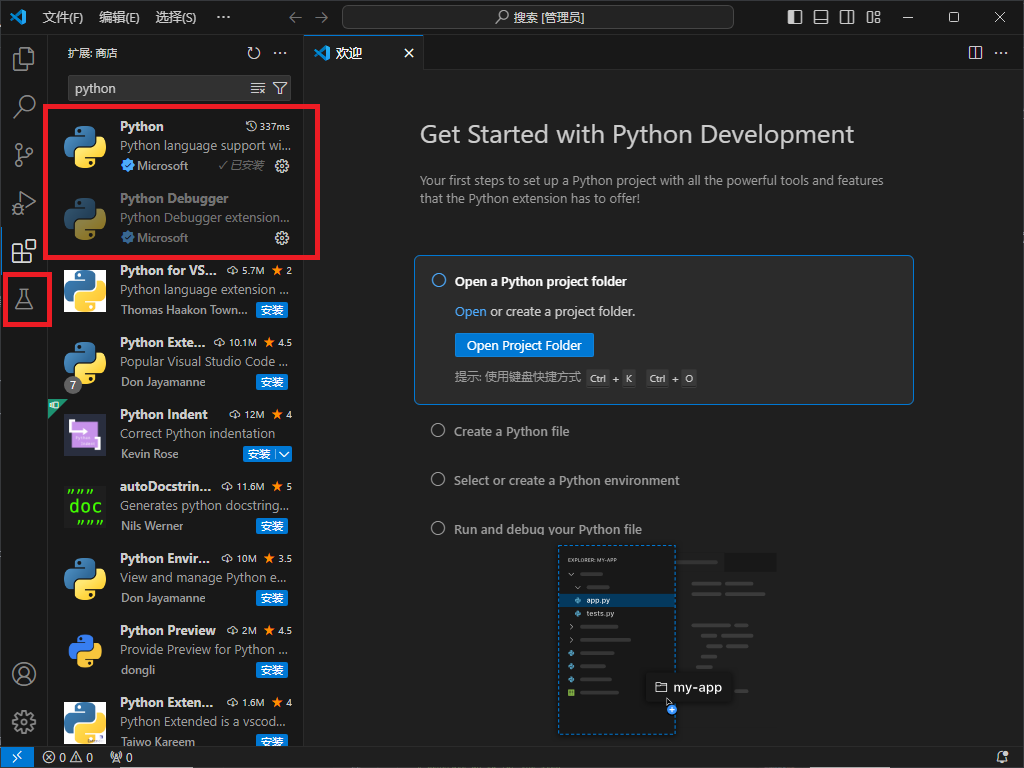 文件(F) 编辑(E) 选择(S) ··· 搜索 [管理员]
扩展: 商店
欢迎
python
Python 337ms
Python language support wi...
Microsoft 已安装
Python Debugger
Python Debugger extension...
Microsoft
Python for VS... 5.7M 2
Python language extension ...
Thomas Haakon Town... 安装
Python Exte... 10.1M 4.5
Popular Visual Studio Code ...
7 Don Jayamanne 安装
Python Indent 12M 4
Correct Python indentation
Kevin Rose 安装
autoDocstrin... 11.6M 5
""" doc """
Generates python docstring...
Nils Werner 安装
Python Envir... 10M 3.5
View and manage Python e...
Don Jayamanne 安装
Python Preview 2M 4.5
Provide Preview for Python ...
dongli 安装
Python Exten... 1.6M 4
Python Extended is a vscod...
Taiwo Kareem 安装
Get Started with Python Development
Your first steps to set up a Python project with all the powerful tools and features
that the Python extension has to offer!
Open a Python project folder
Open or create a project folder.
Open Project Folder
提示: 使用键盘快捷方式 Ctrl + K Ctrl + O
Create a Python file
Select or create a Python environment
Run and debug your Python file
EXPLORER: MY-APP
app.py
tests.py
my-app
0 0 0